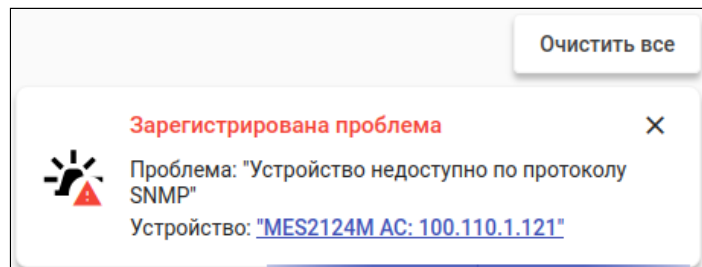 Очистить все
Зарегистрирована проблема
Проблема: "Устройство недоступно по протоколу
SNMP"
Устройство: "MES2124M AC: 100.110.1.121"